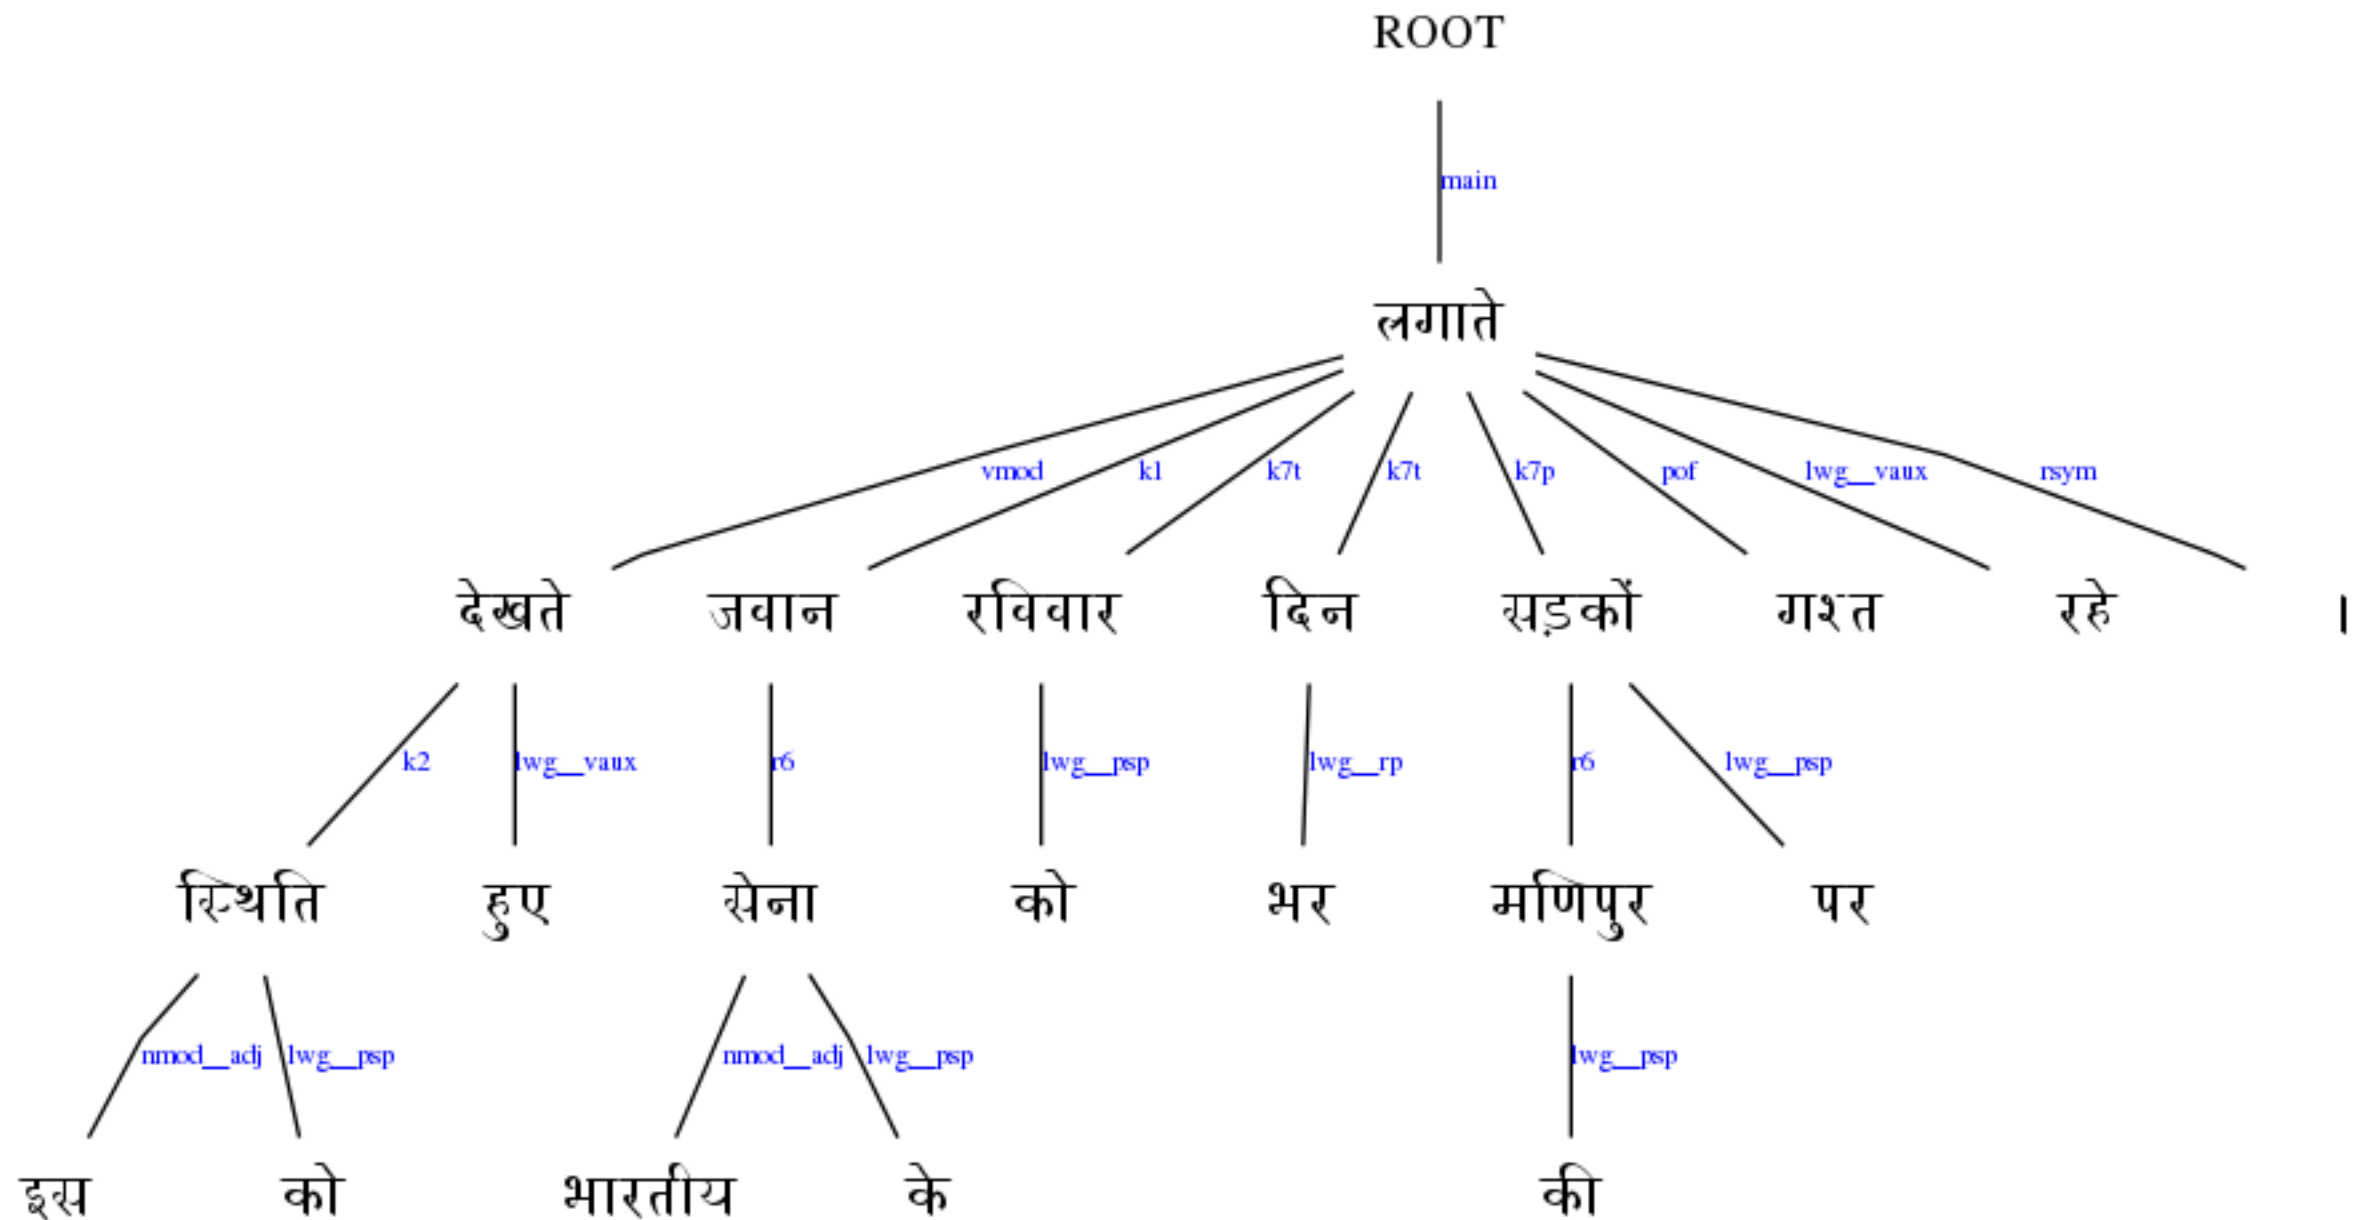 ROOT
main
लगाते
vmod k1 k7t k7t k7p pof lwg__vaux rsym
देखते जवान रविवार दिन सड़कों गश्त रहे ।
k2 lwg__vaux r6 lwg__psp lwg__rp r6 lwg__psp
स्थिति हुए सेना को भर मणिपुर पर
nmod__adj lwg__psp nmod__adj lwg__psp lwg__psp
इस को भारतीय के की